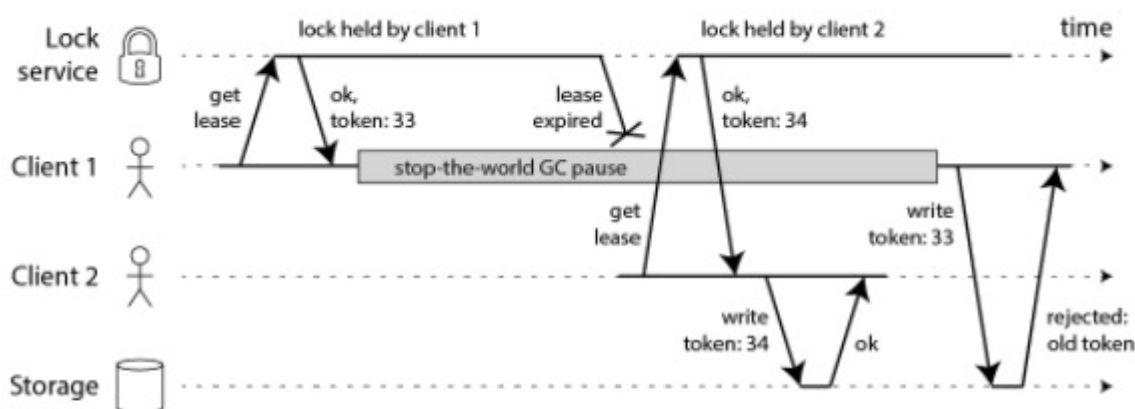 Lock
service
lock held by client 1
lock held by client 2
time
get
lease
ok,
token: 33
lease
expired
ok,
token: 34
Client 1
stop-the-world GC pause
get
lease
write
token: 33
Client 2
write
token: 34
ok
rejected:
old token
Storage